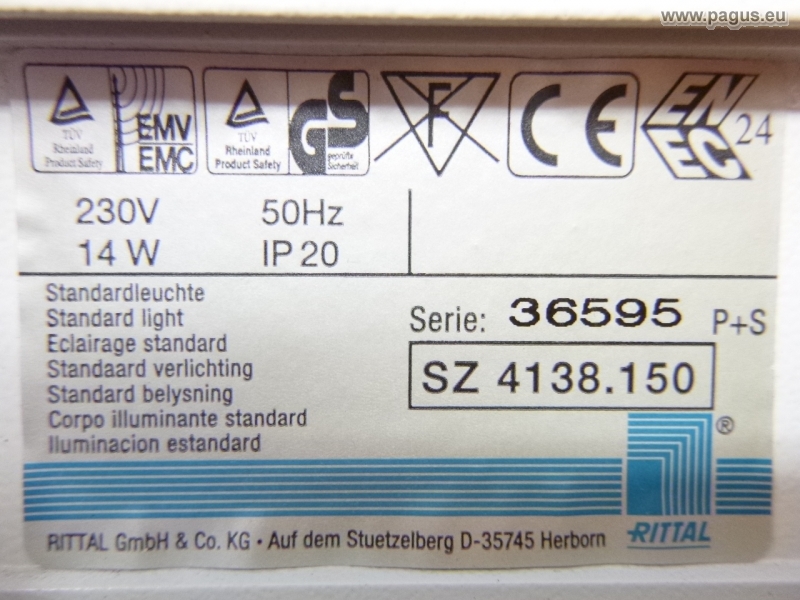 www.pagus.eu
TÜV
Rheinland
Product Safety
EMV
EMC
TÜV
Rheinland
Product Safety
GS
geprüfte
Sicherheit
F
CE
ENEC
24
230V 50Hz
14 W IP 20
Standardleuchte
Standard light
Eclairage standard
Standaard verlichting
Standard belysning
Corpo illuminante standard
Iluminacion estandard
Serie: 36595 P+S
SZ 4138.150
®
RITTAL
RITTAL GmbH & Co. KG • Auf dem Stuetzelberg D-35745 Herborn